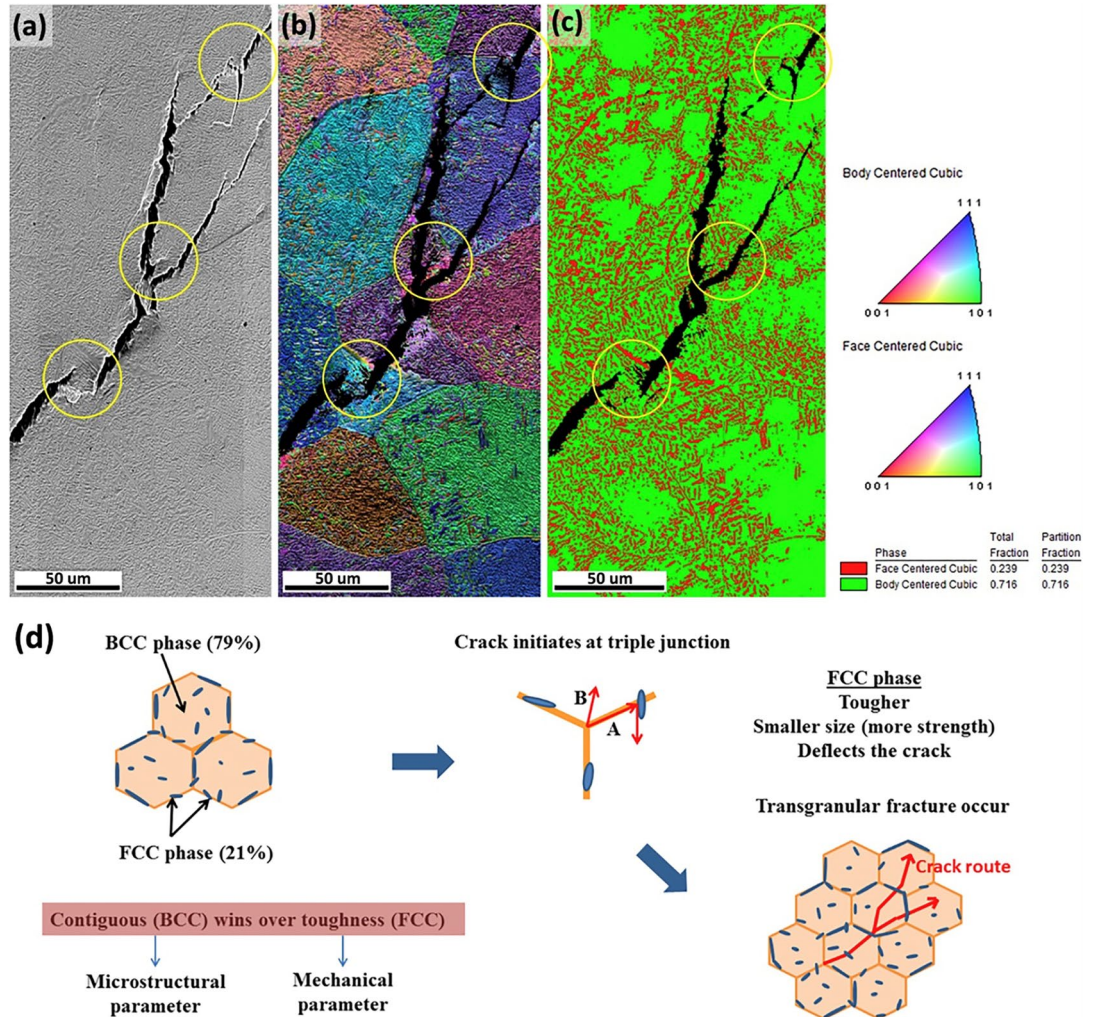 (a)
(b)
(c)
50 um
50 um
50 um
Body Centered Cubic
1 1 1
0 0 1
1 0 1
Face Centered Cubic
1 1 1
0 0 1
1 0 1
Total Partition
Phase Fraction Fraction
Face Centered Cubic 0.239 0.239
Body Centered Cubic 0.716 0.716
(d)
BCC phase (79%)
FCC phase (21%)
Crack initiates at triple junction
B
A
FCC phase
Tougher
Smaller size (more strength)
Deflects the crack
Transgranular fracture occur
Crack route
Contiguous (BCC) wins over toughness (FCC)
Microstructural
parameter
Mechanical
parameter